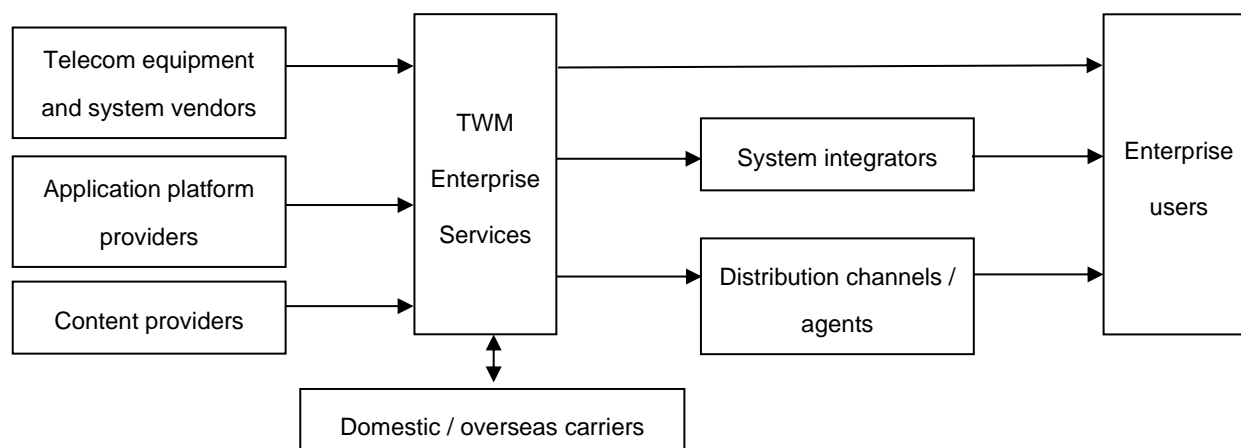 Telecom equipment
and system vendors
Application platform
providers
Content providers
TWM
Enterprise
Services
Domestic / overseas carriers
System integrators
Distribution channels /
agents
Enterprise
users